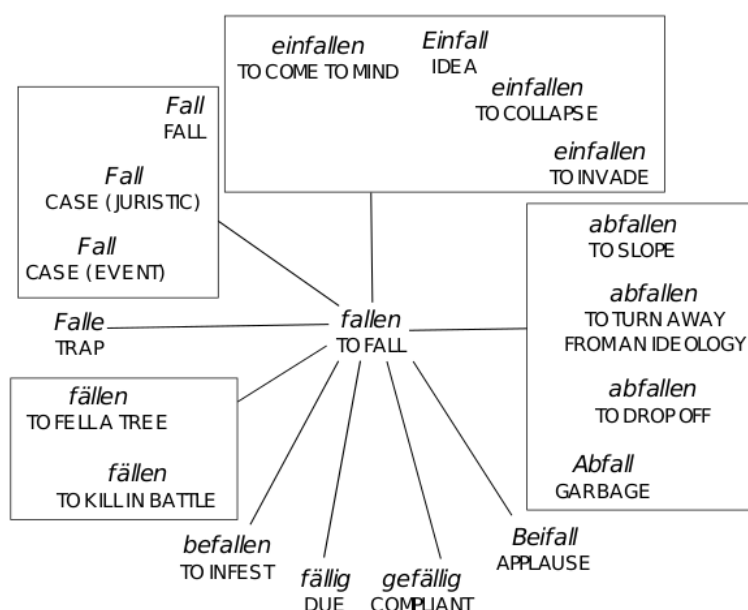 einfallen
TO COME TO MIND
Einfall
IDEA
einfallen
TO COLLAPSE
einfallen
TO INVADE
Fall
FALL
Fall
CASE (JURISTIC)
Fall
CASE (EVENT)
abfallen
TO SLOPE
abfallen
TO TURN AWAY
FROM AN IDEOLOGY
abfallen
TO DROP OFF
Abfall
GARBAGE
Falle
TRAP
fallen
TO FALL
fällen
TO FELL A TREE
fällen
TO KILL IN BATTLE
befallen
TO INFEST
fällig
DUE
gefällig
COMPLIANT
Beifall
APPLAUSE